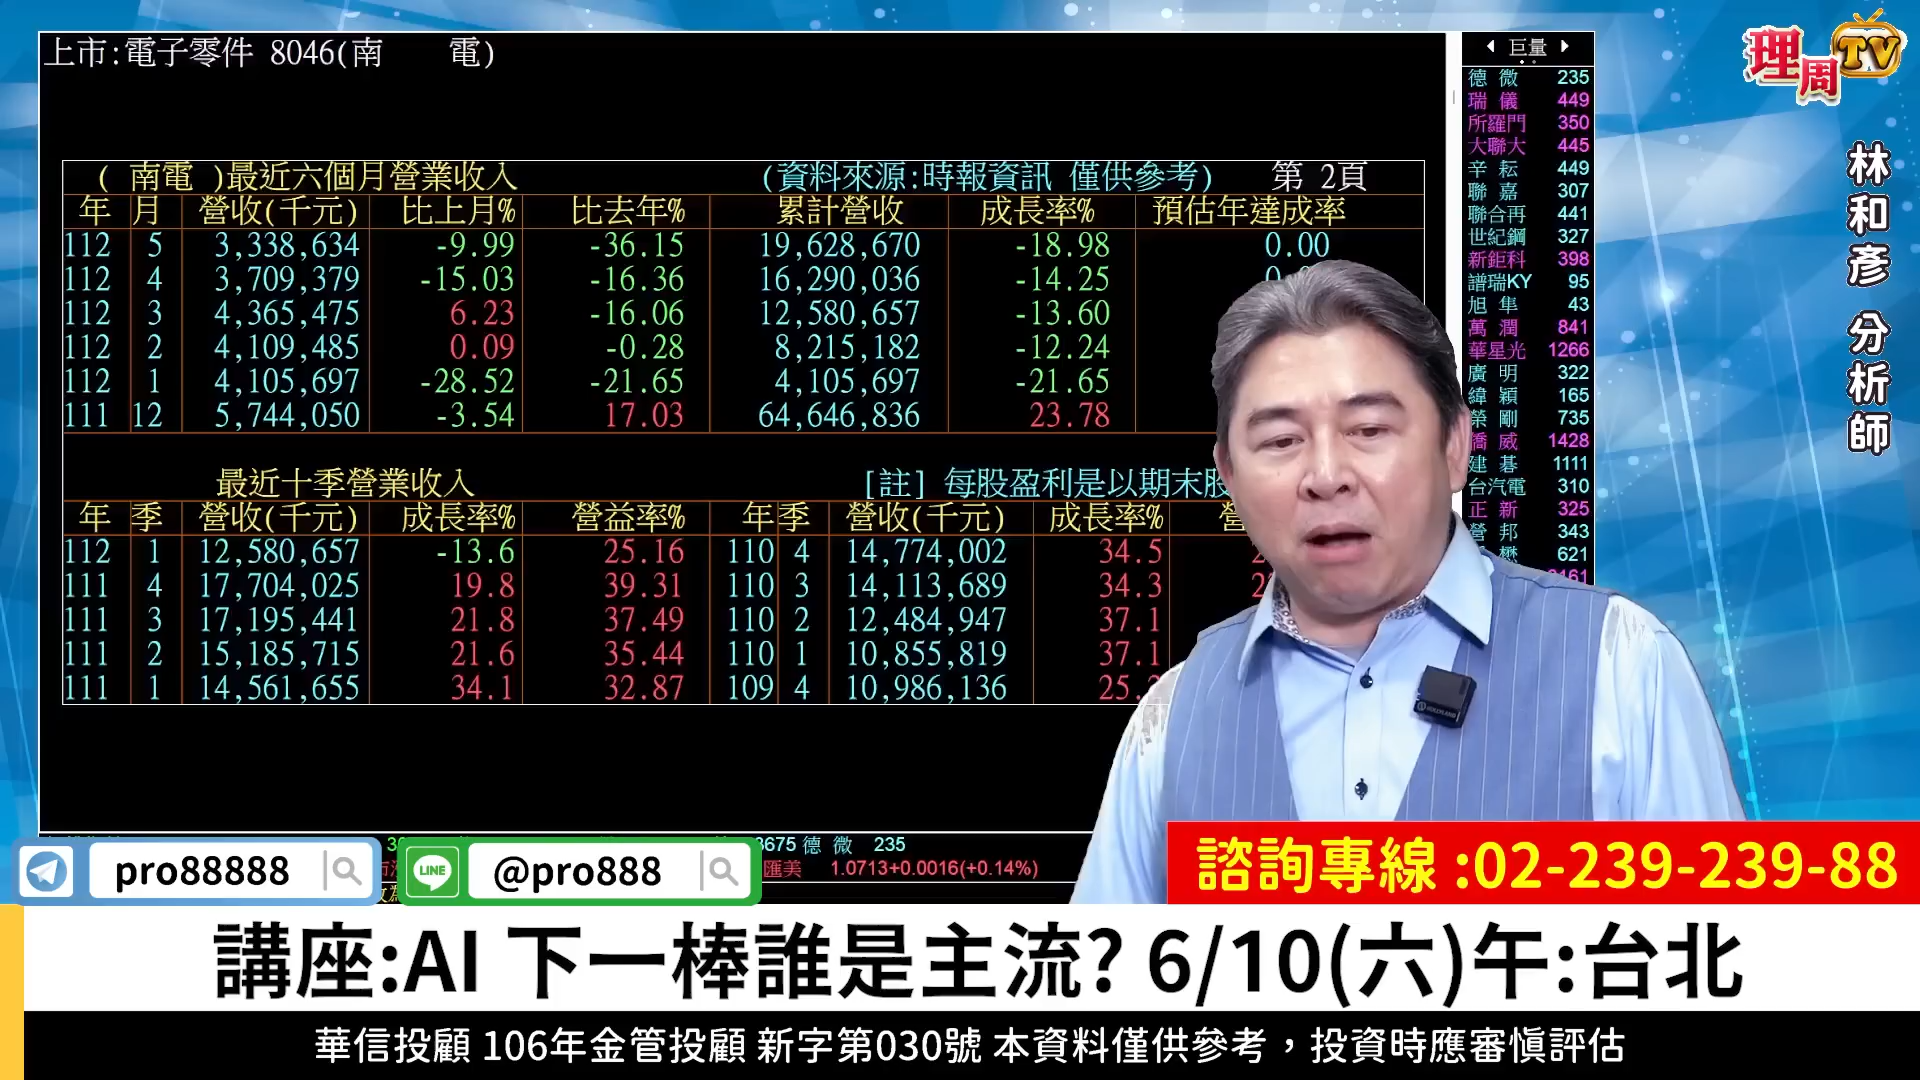 上市:電子零件 8046(南 電)
( 南電 )最近六個月營業收入 (資料來源:時報資訊 僅供參考) 第 2頁
年 月 營收(千元) 比上月% 比去年% 累計營收 成長率% 預估年達成率
112 5 3,338,634 -9.99 -36.15 19,628,670 -18.98 0.00
112 4 3,709,379 -15.03 -16.36 16,290,036 -14.25
112 3 4,365,475 6.23 -16.06 12,580,657 -13.60
112 2 4,109,485 0.09 -0.28 8,215,182 -12.24
112 1 4,105,697 -28.52 -21.65 4,105,697 -21.65
111 12 5,744,050 -3.54 17.03 64,646,836 23.78
最近十季營業收入 [註] 每股盈利是以期末股
年 季 營收(千元) 成長率% 營益率% 年 季 營收(千元) 成長率% 營
112 1 12,580,657 -13.6 25.16 110 4 14,774,002 34.5
111 4 17,704,025 19.8 39.31 110 3 14,113,689 34.3
111 3 17,195,441 21.8 37.49 110 2 12,484,947 37.1
111 2 15,185,715 21.6 35.44 110 1 10,855,819 37.1
111 1 14,561,655 34.1 32.87 109 4 10,986,136 25.
巨量
德微 235
瑞儀 449
所羅門 350
大聯大 445
辛耘 449
聯嘉 307
聯合再 441
世紀鋼 327
新鉅科 398
譜瑞KY 95
旭隼 43
萬潤 841
華星光 1266
廣明 322
緯穎 165
榮剛 735
僑威 1428
建碁 1111
台汽電 310
正新 325
營邦 343
懋 621
理周TV
林和彥 分析師
3675 德微 235
匯美 1.0713+0.0016(+0.14%)
pro88888
LINE @pro888
諮詢專線 :02-239-239-88
講座:AI 下一棒誰是主流? 6/10(六)午:台北
華信投顧 106年金管投顧 新字第030號 本資料僅供參考，投資時應審慎評估